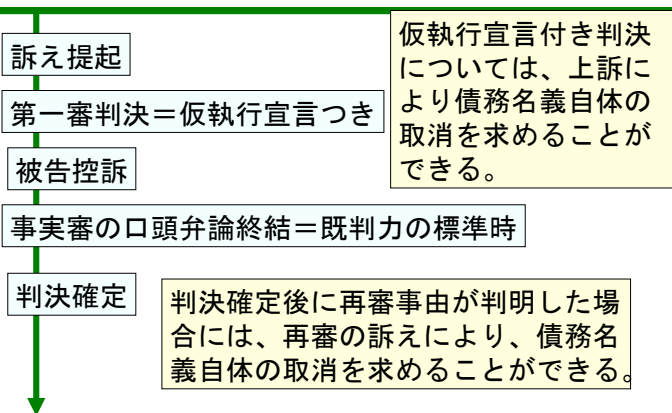 訴え提起
仮執行宣言付き判決
については、上訴に
より債務名義自体の
取消を求めることが
できる。
第一審判決＝仮執行宣言つき
被告控訴
事実審の口頭弁論終結＝既判力の標準時
判決確定
判決確定後に再審事由が判明した場
合には、再審の訴えにより、債務名
義自体の取消を求めることができる。